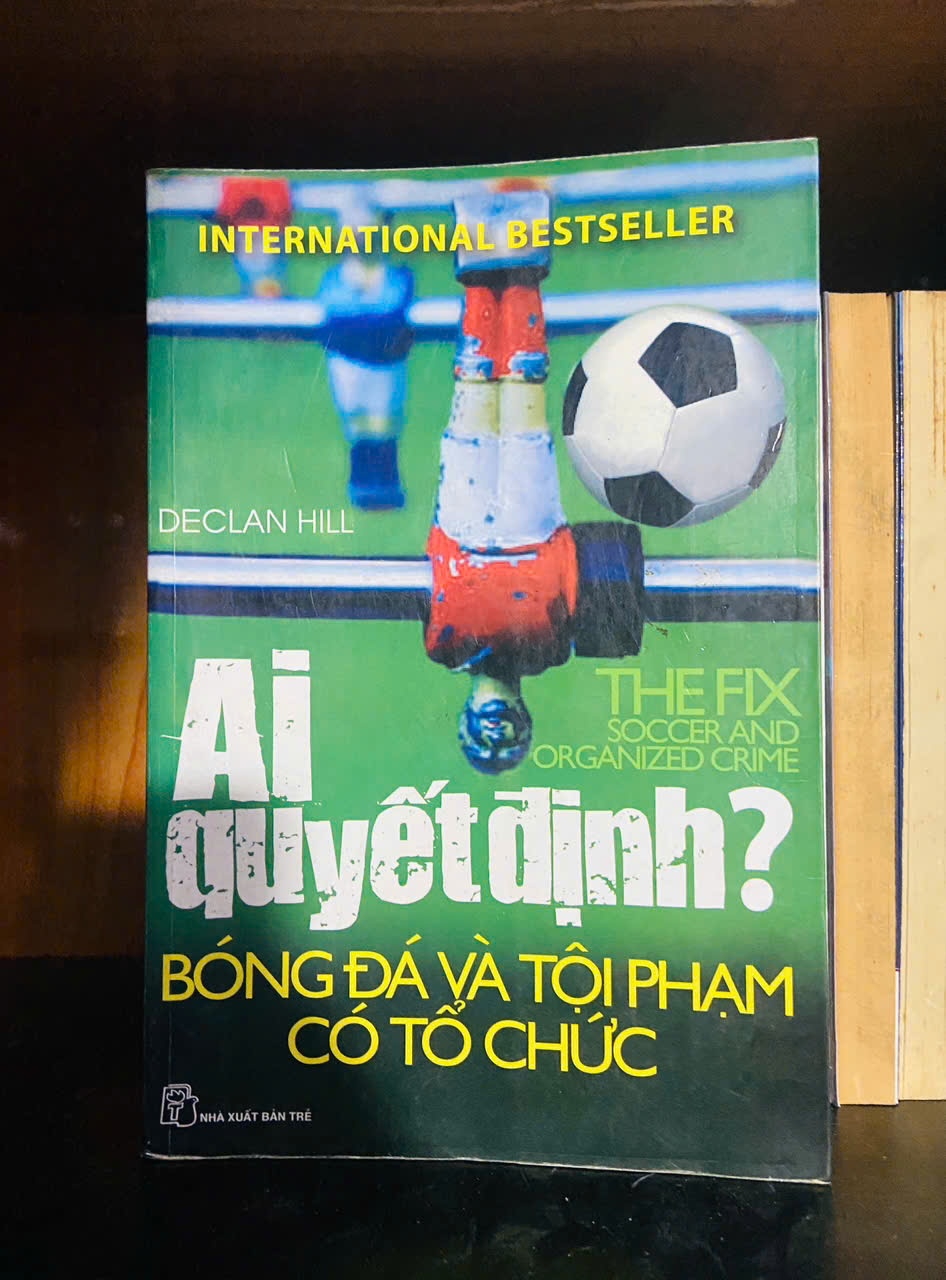 INTERNATIONAL BESTSELLER
DECLAN HILL
THE FIX
SOCCER AND
ORGANIZED CRIME
Ai
quyết định?
BÓNG ĐÁ VÀ TỘI PHẠM
CÓ TỔ CHỨC
T
NHÀ XUẤT BẢN TRẺ